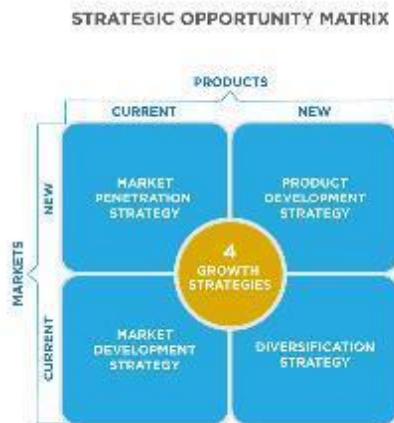 STRATEGIC OPPORTUNITY MATRIX
PRODUCTS
CURRENT
NEW
MARKETS
NEW
MARKET
PENETRATION
STRATEGY
PRODUCT
DEVELOPMENT
STRATEGY
4
GROWTH
STRATEGIES
CURRENT
MARKET
DEVELOPMENT
STRATEGY
DIVERSIFICATION
STRATEGY